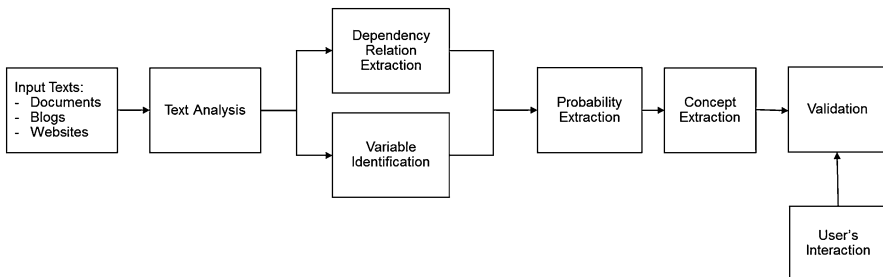 Input Texts:
- Documents
- Blogs
- Websites
Text Analysis
Dependency
Relation
Extraction
Variable
Identification
Probability
Extraction
Concept
Extraction
Validation
User's
Interaction